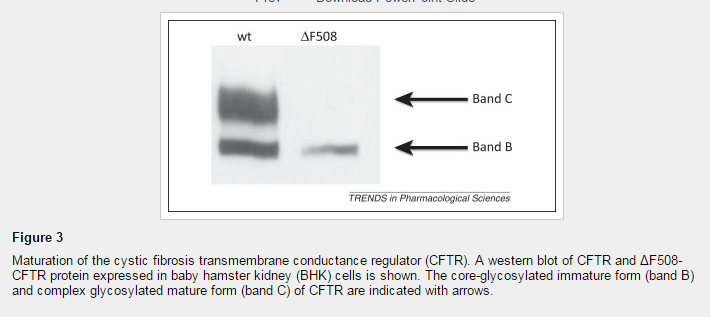 wt ΔF508
Band C
Band B
TRENDS in Pharmacological Sciences
Figure 3
Maturation of the cystic fibrosis transmembrane conductance regulator (CFTR). A western blot of CFTR and ΔF508-
CFTR protein expressed in baby hamster kidney (BHK) cells is shown. The core-glycosylated immature form (band B)
and complex glycosylated mature form (band C) of CFTR are indicated with arrows.